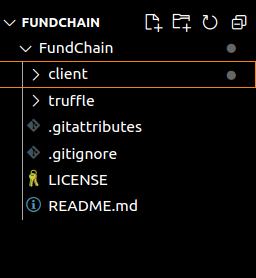 FUNDCHAIN
FundChain
client
truffle
.gitattributes
.gitignore
LICENSE
README.md